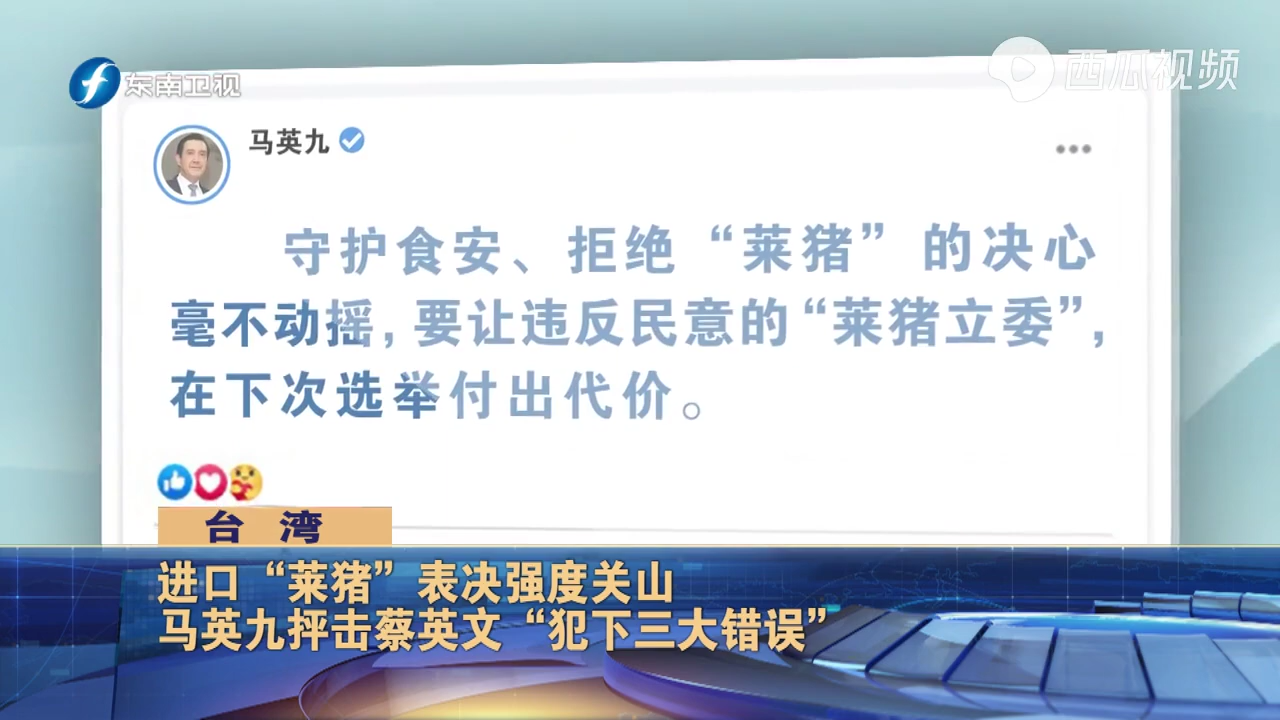 东南卫视
西瓜视频
马英九
守护食安、拒绝“莱猪”的决心
毫不动摇，要让违反民意的“莱猪立委”，
在下次选举付出代价。
台 湾
进口“莱猪”表决强度关山
马英九抨击蔡英文“犯下三大错误”